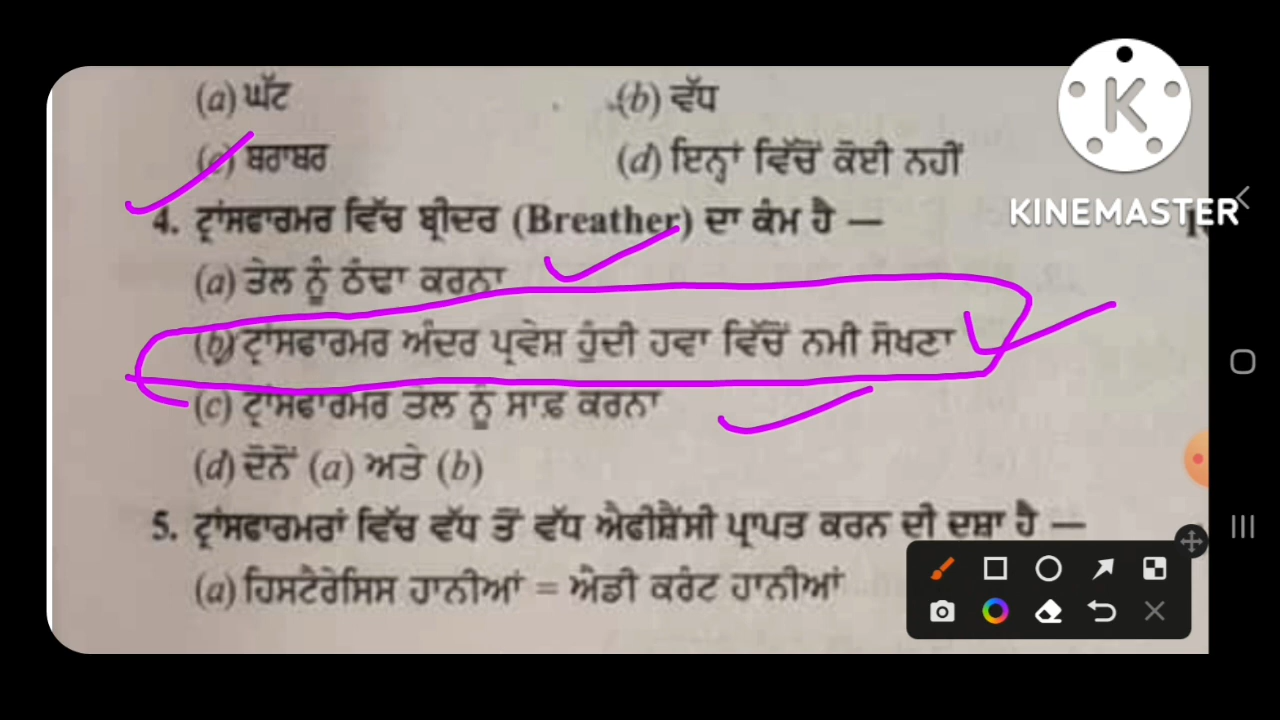 (a) ਘੱਟ (b) ਵੱਧ
(c) ਬਰਾਬਰ (d) ਇਨ੍ਹਾਂ ਵਿੱਚੋਂ ਕੋਈ ਨਹੀਂ
KINEMASTER
4. ਟ੍ਰਾਂਸਫਾਰਮਰ ਵਿੱਚ ਬ੍ਰੀਦਰ (Breather) ਦਾ ਕੰਮ ਹੈ —
(a) ਤੇਲ ਨੂੰ ਠੰਢਾ ਕਰਨਾ
(b) ਟ੍ਰਾਂਸਫਾਰਮਰ ਅੰਦਰ ਪ੍ਰਵੇਸ਼ ਹੁੰਦੀ ਹਵਾ ਵਿੱਚੋਂ ਨਮੀ ਸੋਖਣਾ
(c) ਟ੍ਰਾਂਸਫਾਰਮਰ ਤੇਲ ਨੂੰ ਸਾਫ਼ ਕਰਨਾ
(d) ਦੋਨੋਂ (a) ਅਤੇ (b)
5. ਟ੍ਰਾਂਸਫਾਰਮਰਾਂ ਵਿੱਚ ਵੱਧ ਤੋਂ ਵੱਧ ਐਫੀਸ਼ੈਂਸੀ ਪ੍ਰਾਪਤ ਕਰਨ ਦੀ ਦਸ਼ਾ ਹੈ —
(a) ਹਿਸਟੈਰੇਸਿਸ ਹਾਨੀਆਂ = ਐਡੀ ਕਰੰਟ ਹਾਨੀਆਂ